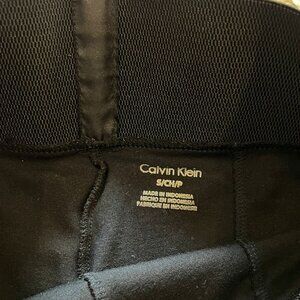 Calvin Klein
S/CH/P
MADE IN INDONESIA
HECHO EN INDONESIA
FABRIQUE EN INDONESIE